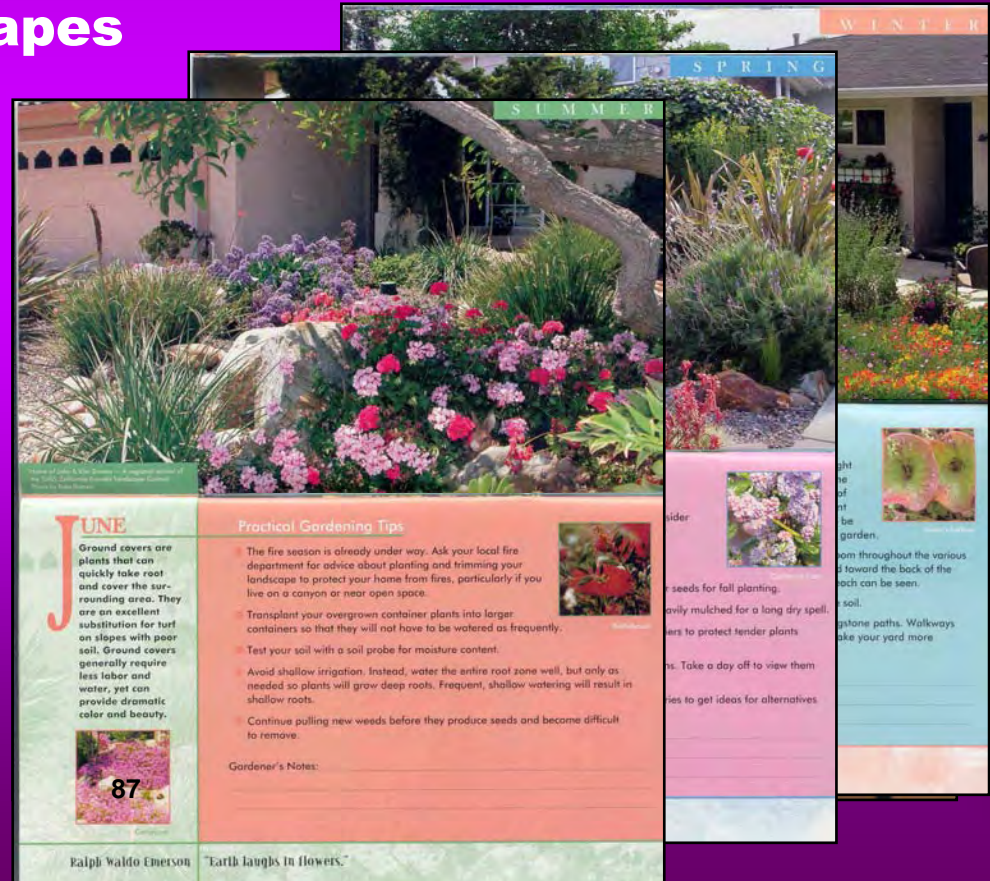 apes
WINTER
SPRING
SUMMER
JUNE
Ground covers are
plants that can
quickly take root
and cover the sur-
rounding area. They
are an excellent
substitution for turf
on slopes with poor
soil. Ground covers
generally require
less labor and
water, yet can
provide dramatic
color and beauty.
87
Practical Gardening Tips
The fire season is already under way. Ask your local fire
department for advice about planting and trimming your
landscape to protect your home from fires, particularly if you
live on a canyon or near open space.
Transplant your overgrown container plants into larger
containers so that they will not have to be watered as frequently.
Test your soil with a soil probe for moisture content.
Avoid shallow irrigation. Instead, water the entire root zone well, but only as
needed so plants will grow deep roots. Frequent, shallow watering will result in
shallow roots.
Continue pulling new weeds before they produce seeds and become difficult
to remove.
Gardener's Notes:
Ralph Waldo Emerson "Earth laughs in flowers."
sider
r seeds for fall planting.
avily mulched for a long dry spell.
ers to protect tender plants
ns. Take a day off to view them
ries to get ideas for alternatives
ght
ne
of
nt
be
garden.
oom throughout the various
d toward the back of the
each can be seen.
soil.
gstone paths. Walkways
ake your yard more